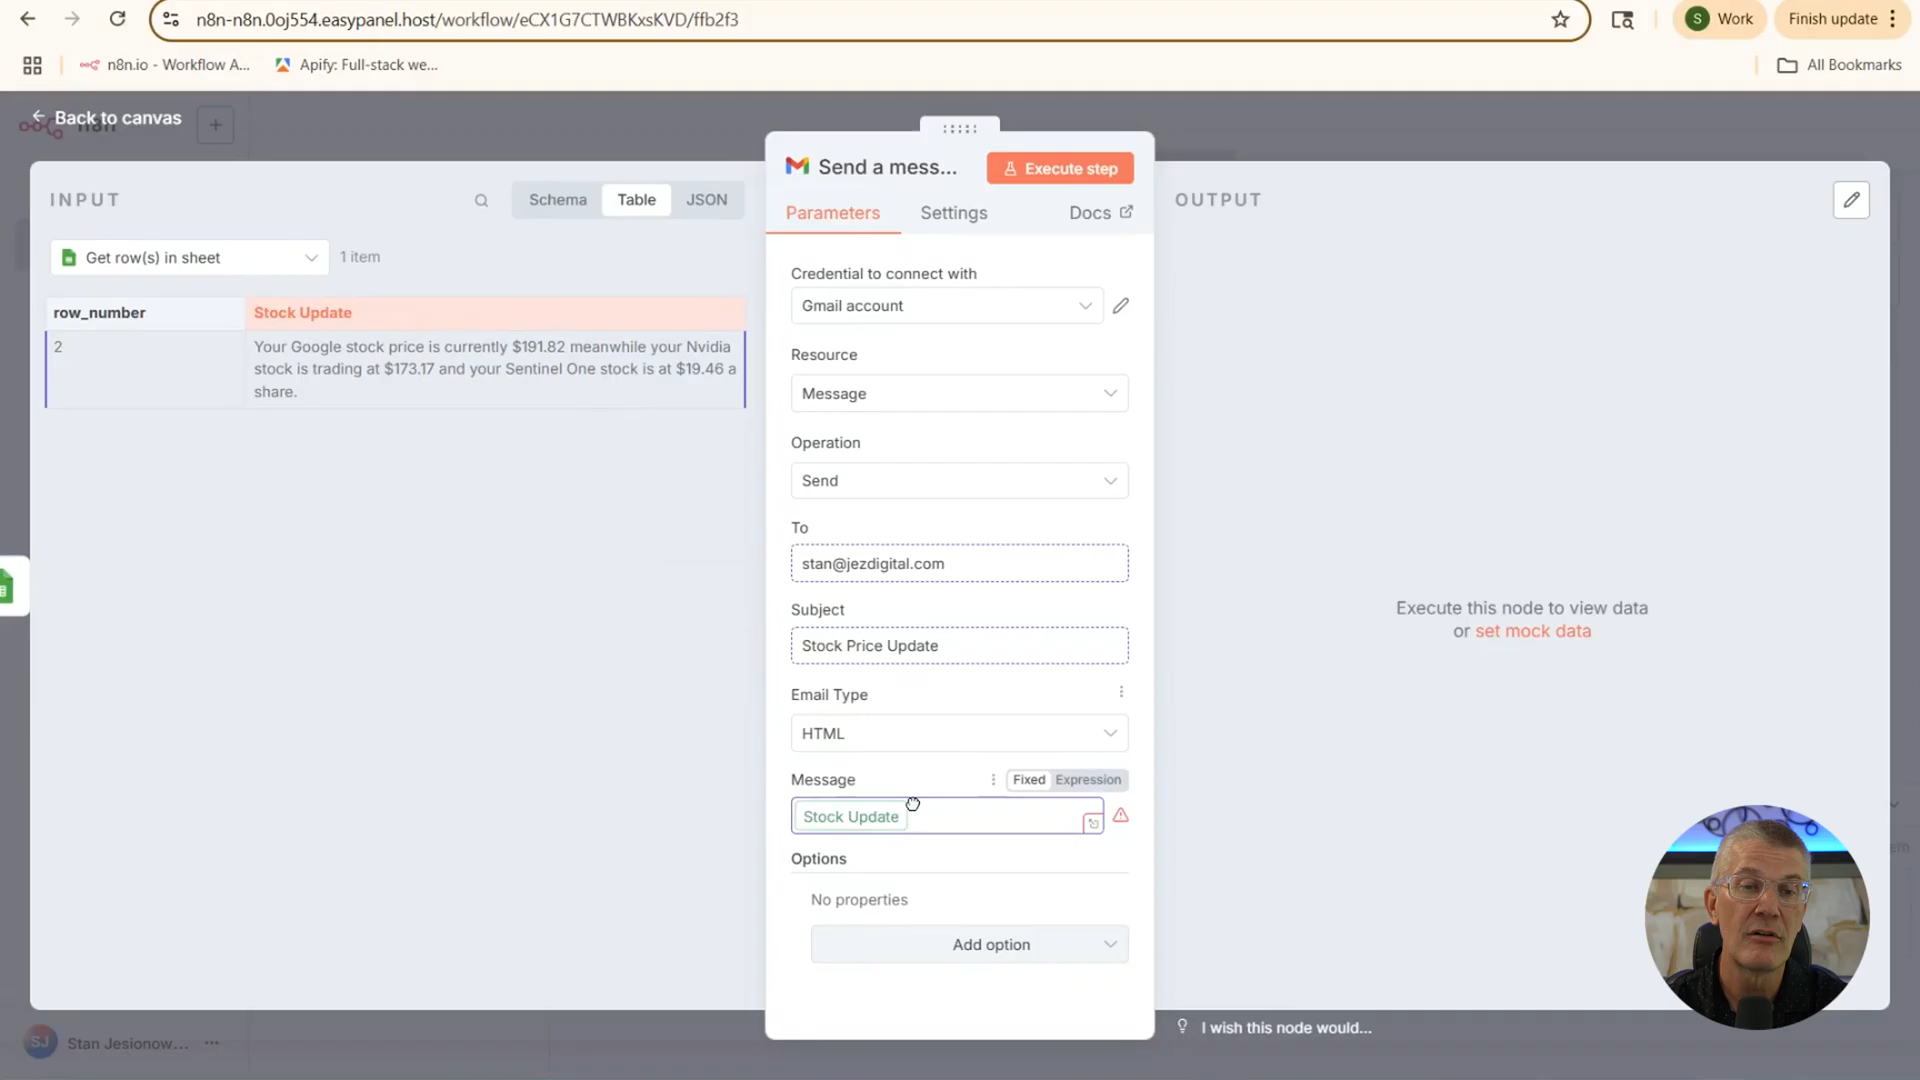 n8n-n8n.0oj554.easypanel.host/workflow/eCX1G7CTWBKxsKVD/ffb2f3
S
Work
Finish update
n8n.io - Workflow A...
Apify: Full-stack we...
All Bookmarks
Back to canvas
INPUT
Schema
Table
JSON
Send a mess...
Execute step
OUTPUT
Parameters
Settings
Docs
Get row(s) in sheet
1 item
row_number
Stock Update
2
Your Google stock price is currently $191.82 meanwhile your Nvidia
stock is trading at $173.17 and your Sentinel One stock is at $19.46 a
share.
Credential to connect with
Gmail account
Resource
Message
Operation
Send
To
stan@jezdigital.com
Subject
Stock Price Update
Email Type
HTML
Message
Fixed
Expression
Stock Update
Options
No properties
Add option
Execute this node to view data
or set mock data
I wish this node would...
SJ
Stan Jesionow...